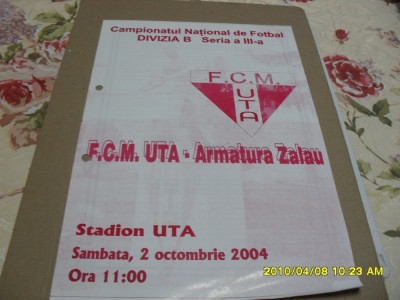 Campionatul Naţional de Fotbal
DIVIZIA B Seria a III-a
F.C.M.
UTA
F.C.M. UTA - Armatura Zalau
Stadion UTA
Sambata, 2 octombrie 2004
Ora 11:00
2010/04/08 10:23 AM